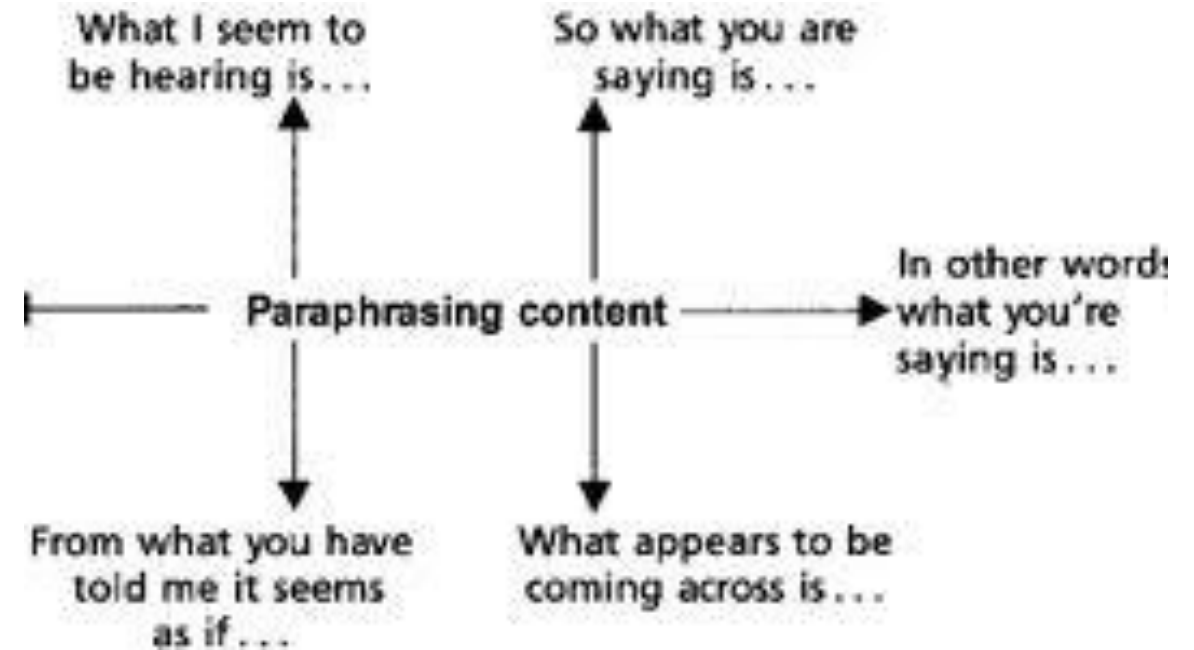 What I seem to
be hearing is...
So what you are
saying is...
In other words
what you're
saying is...
Paraphrasing content
From what you have
told me it seems
as if...
What appears to be
coming across is...